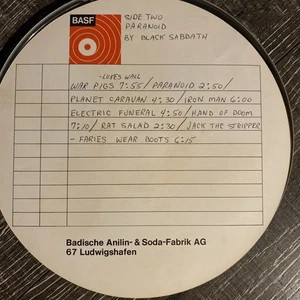 BASF
SIDE TWO
PARANOID
BY BLACK SABBATH
-LUKES WALL
WAR PIGS 7:55/PARANOID 2:50/
PLANET CARAVAN 4:30/IRON MAN 6:00
ELECTRIC FUNERAL 4:50/HAND OF DOOM
7:10/RAT SALAD 2:30/JACK THE STRIPPER
- FARIES WEAR BOOTS 6:15
Badische Anilin- & Soda-Fabrik AG
67 Ludwigshafen